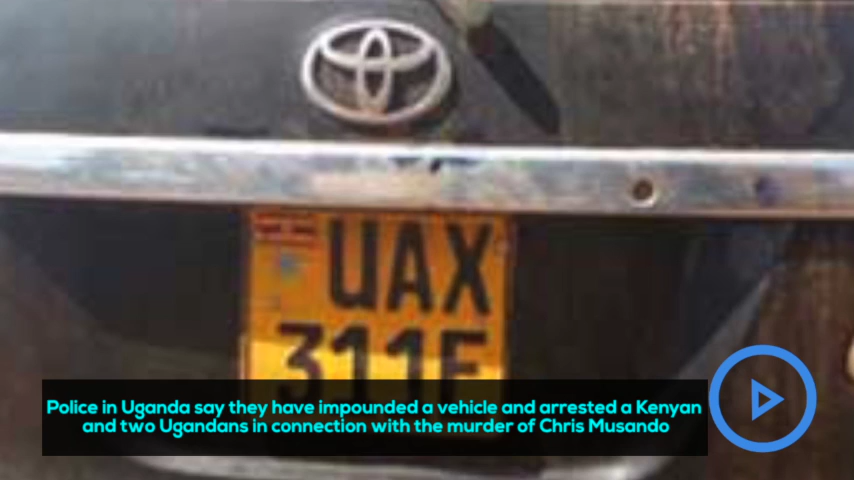 UAX
311E
Police in Uganda say they have impounded a vehicle and arrested a Kenyan
and two Ugandans in connection with the murder of Chris Musando